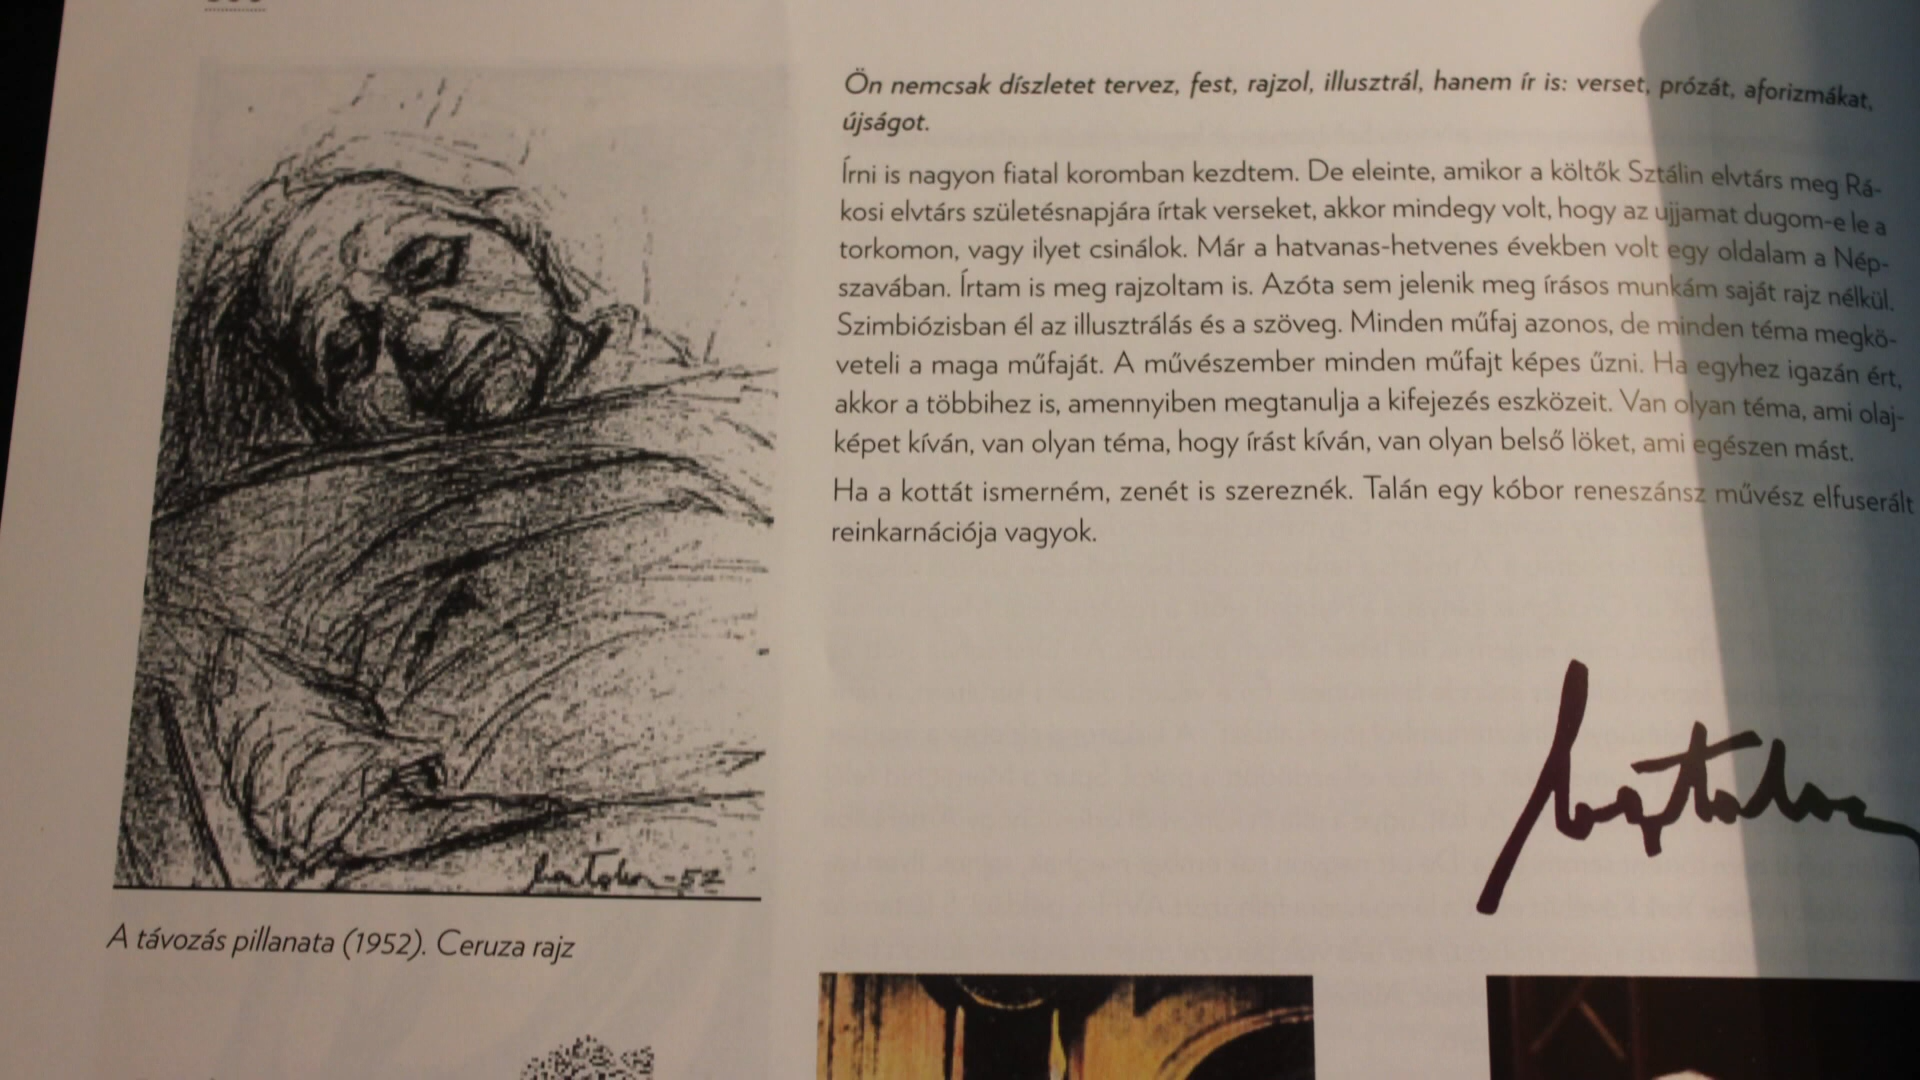 Ön nemcsak díszletet tervez, fest, rajzol, illusztrál, hanem ír is: verset, prózát, aforizmákat,
újságot.
Írni is nagyon fiatal koromban kezdtem. De eleinte, amikor a költők Sztálin elvtárs meg Rá-
kosi elvtárs születésnapjára írtak verseket, akkor mindegy volt, hogy az ujjamat dugom-e le a
torkomon, vagy ilyet csinálok. Már a hatvanas-hetvenes években volt egy oldalam a Nép-
szavában. Írtam is meg rajzoltam is. Azóta sem jelenik meg írásos munkám saját rajz nélkül.
Szimbiózisban él az illusztrálás és a szöveg. Minden műfaj azonos, de minden téma megkö-
veteli a maga műfaját. A művészember minden műfajt képes űzni. Ha egyhez igazán ért,
akkor a többihez is, amennyiben megtanulja a kifejezés eszközeit. Van olyan téma, ami olaj-
képet kíván, van olyan téma, hogy írást kíván, van olyan belső löket, ami egészen mást.
Ha a kottát ismerném, zenét is szereznék. Talán egy kóbor reneszánsz művész elfuserált
reinkarnációja vagyok.
A távozás pillanata (1952). Ceruza rajz